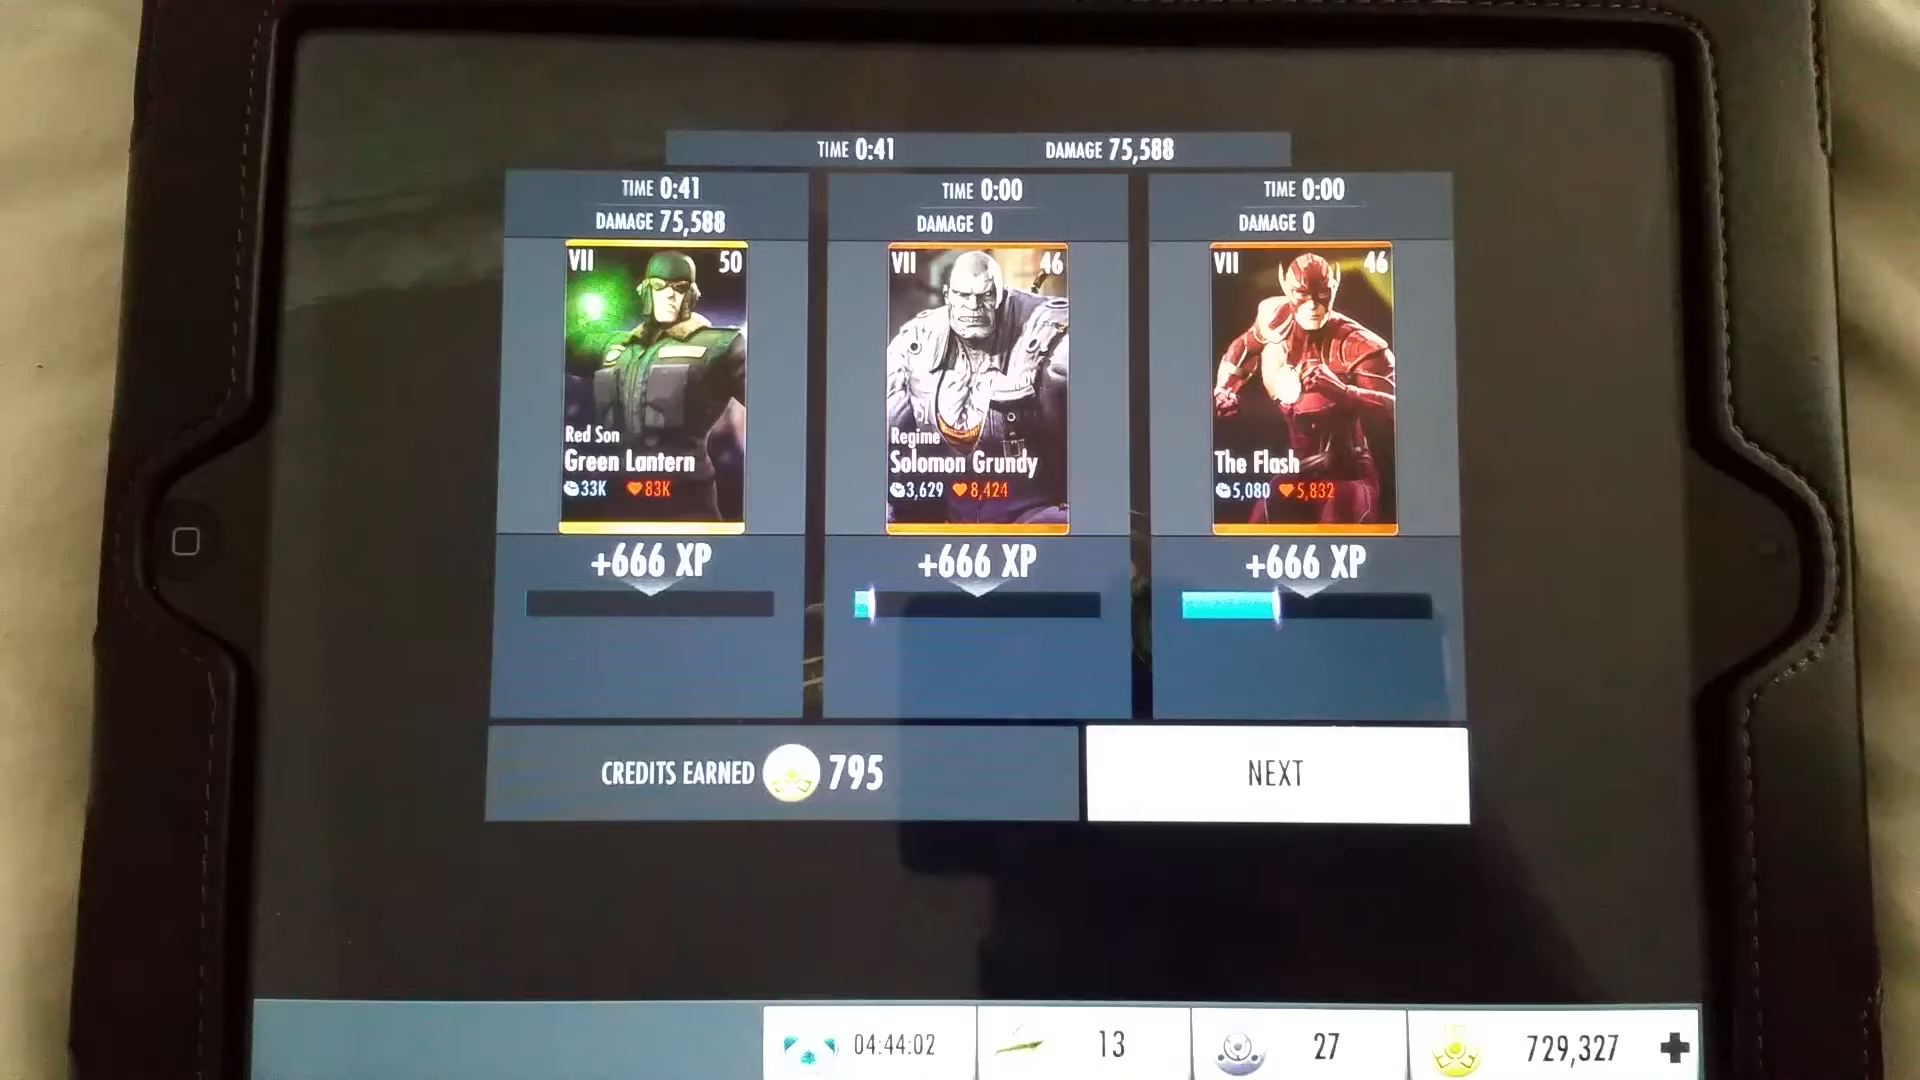 TIME 0:41 DAMAGE 75,588
TIME 0:41
DAMAGE 75,588
VII 50
Red Son
Green Lantern
33K 83K
+666 XP
TIME 0:00
DAMAGE 0
VII 46
Regime
Solomon Grundy
3,629 8,424
+666 XP
TIME 0:00
DAMAGE 0
VII 46
The Flash
5,080 5,832
+666 XP
CREDITS EARNED 795
NEXT
04:44:02 13 27 729,327 +